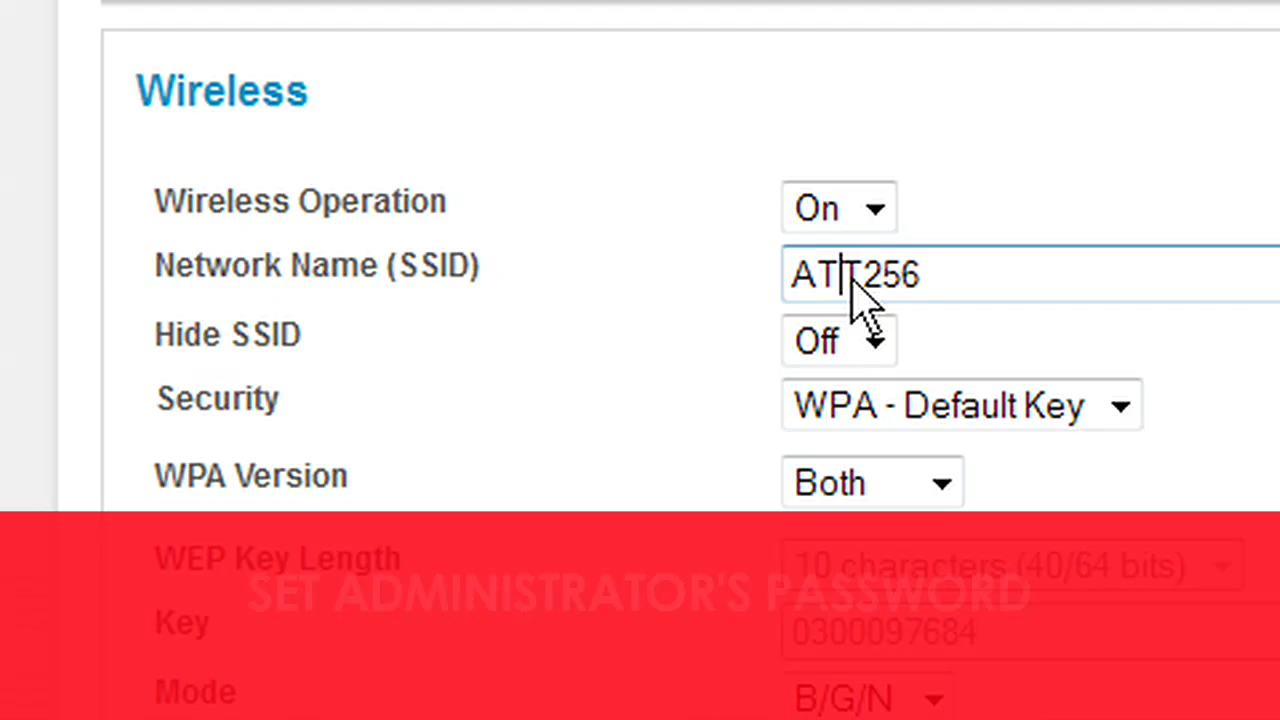 Wireless
Wireless Operation On
Network Name (SSID) ATT256
Hide SSID Off
Security WPA - Default Key
WPA Version Both
WEP Key Length 10 characters (40/64 bits)
SET ADMINISTRATOR'S PASSWORD
Key 0300097684
Mode B/G/N